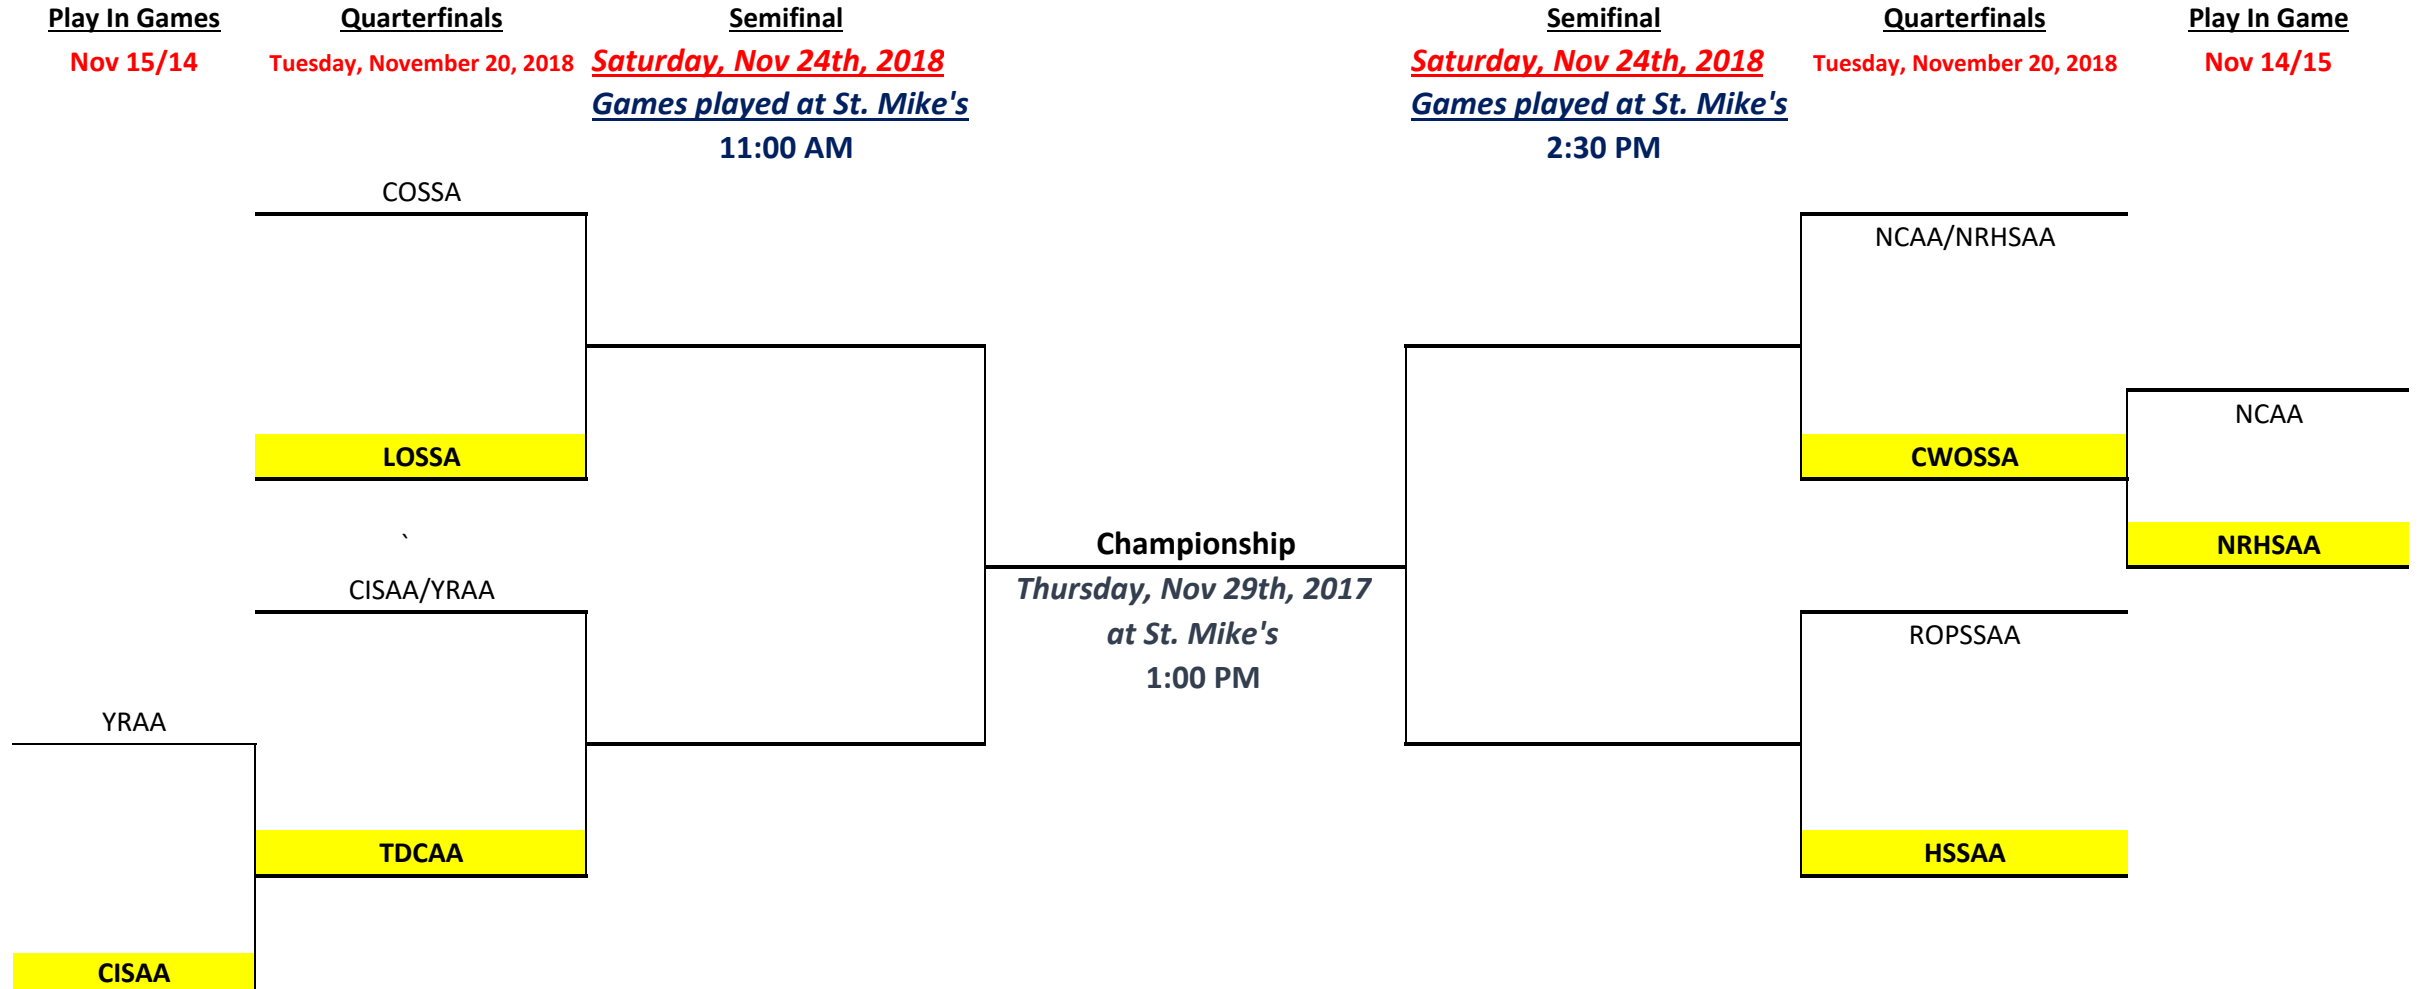 Play In Games
Quarterfinals
Semifinal
Semifinal
Quarterfinals
Play In Game
Nov 15/14
Tuesday, November 20, 2018
Saturday, Nov 24th, 2018
Saturday, Nov 24th, 2018
Tuesday, November 20, 2018
Nov 14/15
Games played at St. Mike's
Games played at St. Mike's
11:00 AM
2:30 PM
COSSA
NCAA/NRHSAA
NCAA
LOSSA
CWOSSA
`
Championship
NRHSAA
CISAA/YRAA
Thursday, Nov 29th, 2017
at St. Mike's
ROPSSAA
1:00 PM
YRAA
TDCAA
HSSAA
CISAA